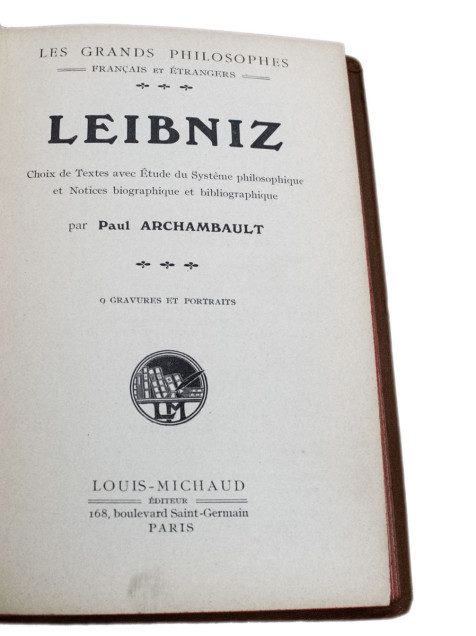 LES GRANDS PHILOSOPHES
FRANÇAIS ET ÉTRANGERS
LEIBNIZ
Choix de Textes avec Étude du Système philosophique
et Notices biographique et bibliographique
par Paul ARCHAMBAULT
9 GRAVURES ET PORTRAITS
LM
LOUIS-MICHAUD
ÉDITEUR
168, boulevard Saint-Germain
PARIS